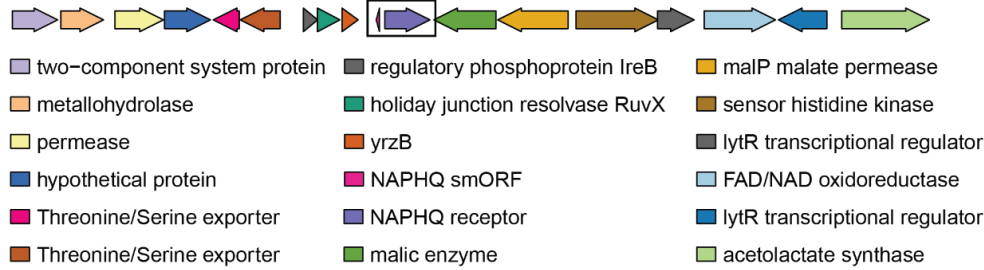 two-component system protein
metallohydrolase
permease
hypothetical protein
Threonine/Serine exporter
Threonine/Serine exporter
regulatory phosphoprotein IreB
holiday junction resolvase RuvX
yrzB
NAPHQ smORF
NAPHQ receptor
malic enzyme
malP malate permease
sensor histidine kinase
lytR transcriptional regulator
FAD/NAD oxidoreductase
lytR transcriptional regulator
acetolactate synthase